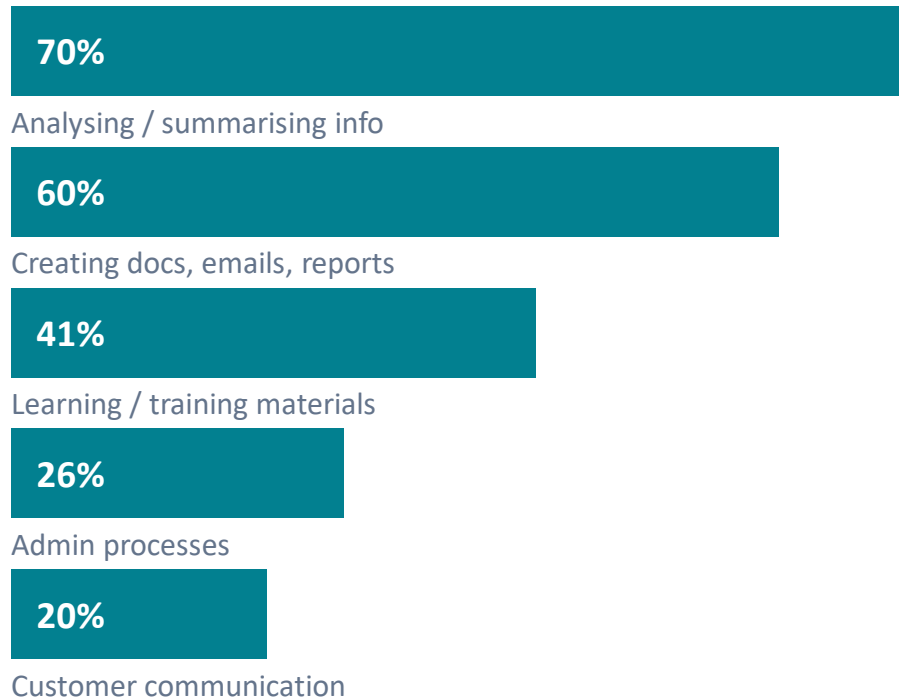 70%
Analysing / summarising info
60%
Creating docs, emails, reports
41%
Learning / training materials
26%
Admin processes
20%
Customer communication